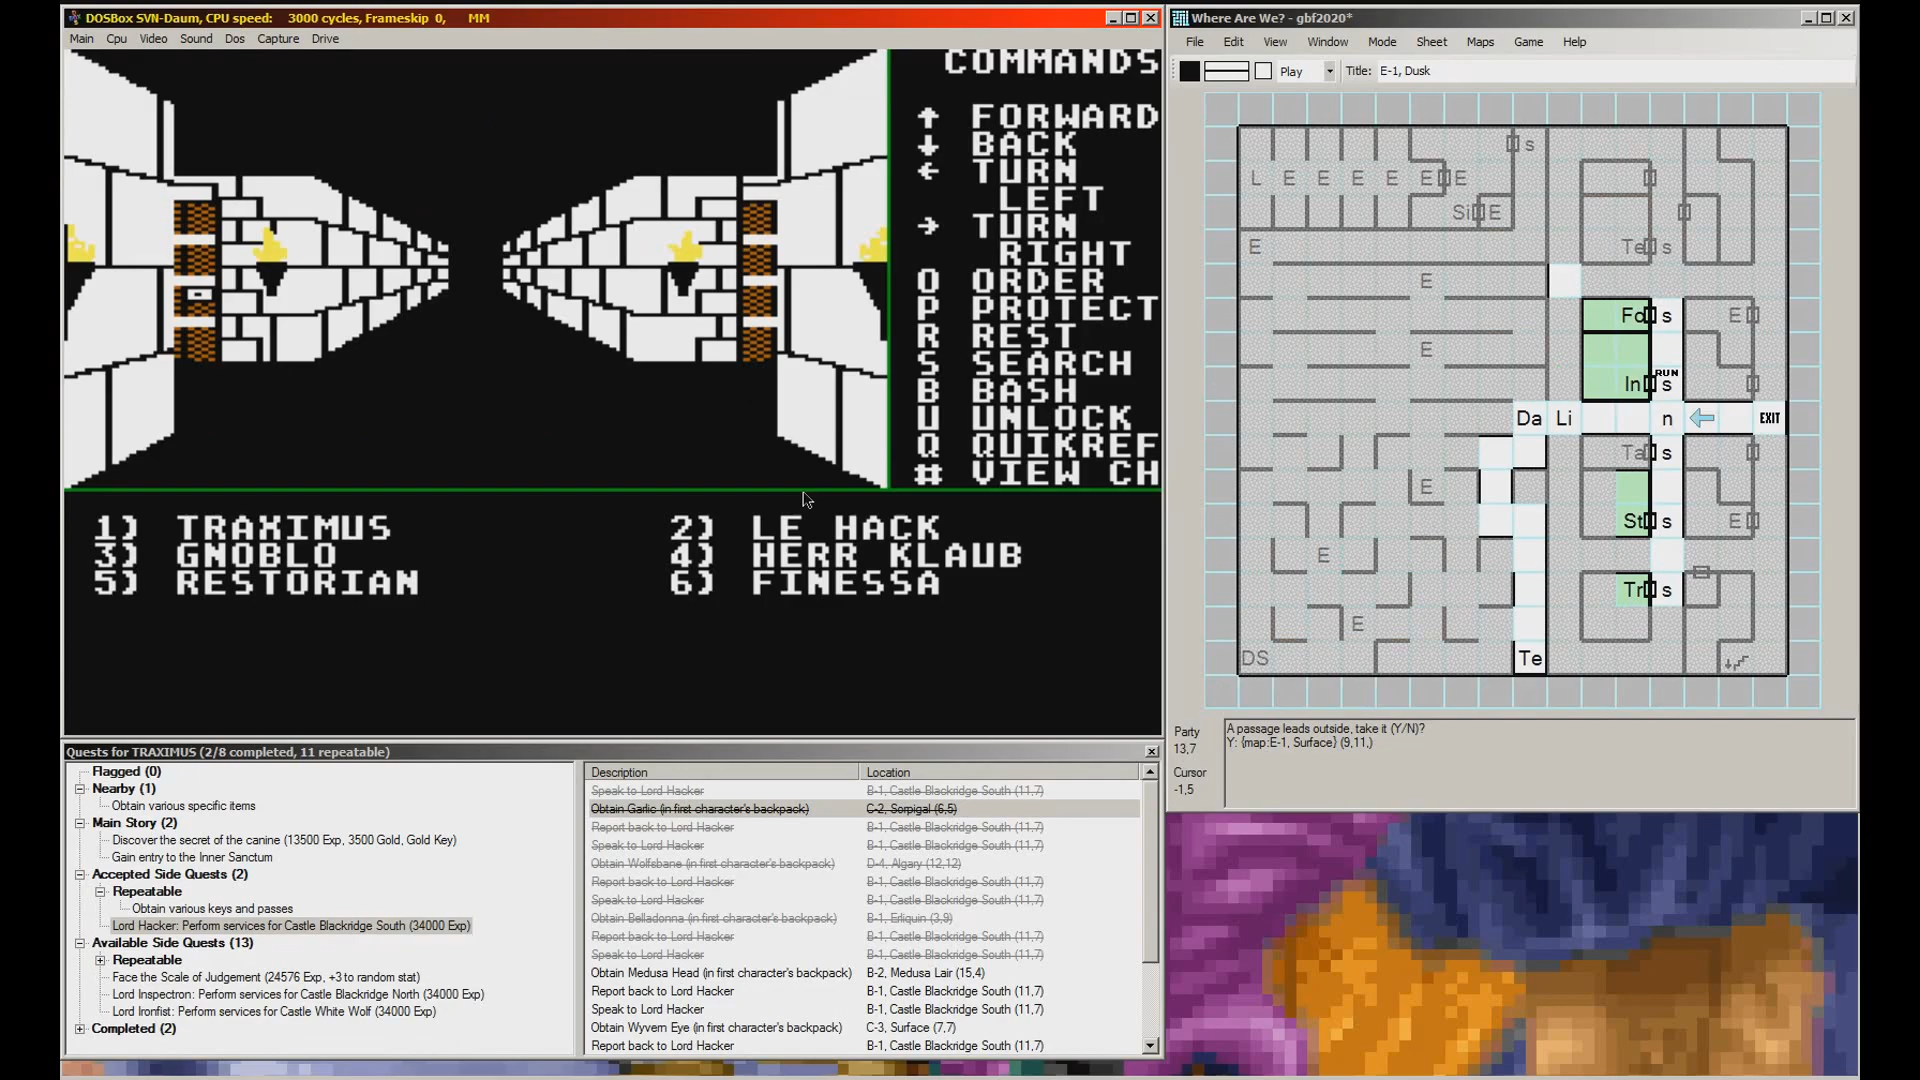 DOSBox SVN-Daum, CPU speed: 3000 cycles, Frameskip 0, MM
Main Cpu Video Sound Dos Capture Drive
COMMANDS
FORWARD
BACK
TURN
LEFT
TURN
RIGHT
O ORDER
P PROTECT
R REST
S SEARCH
B BASH
U UNLOCK
Q QUIKREF
# VIEW CH
1) TRAXIMUS 2) LE HACK
3) GNOBLO 4) HERR KLAUB
5) RESTORIAN 6) FINESSA
Where Are We? - gbf2020*
File Edit View Window Mode Sheet Maps Game Help
Play Title: E-1, Dusk
s
L E E E E E E
Si E
E Te s
E
Fo s E
E
RUN
In s
Da Li n EXIT
Ta s
E
St s E
E
Tr s
E
DS Te
Party
13,7
Cursor
-1,5
A passage leads outside, take it (Y/N)?
Y: {map:E-1, Surface} (9,11,)
Quests for TRAXIMUS (2/8 completed, 11 repeatable)
Flagged (0)
Nearby (1)
Obtain various specific items
Main Story (2)
Discover the secret of the canine (13500 Exp, 3500 Gold, Gold Key)
Gain entry to the Inner Sanctum
Accepted Side Quests (2)
Repeatable
Obtain various keys and passes
Lord Hacker: Perform services for Castle Blackridge South (34000 Exp)
Available Side Quests (13)
Repeatable
Face the Scale of Judgement (24576 Exp, +3 to random stat)
Lord Inspectron: Perform services for Castle Blackridge North (34000 Exp)
Lord Ironfist: Perform services for Castle White Wolf (34000 Exp)
Completed (2)
Description Location
Speak to Lord Hacker B-1, Castle Blackridge South (11,7)
Obtain Garlic (in first character's backpack) C-2, Sorpigal (6,5)
Report back to Lord Hacker B-1, Castle Blackridge South (11,7)
Speak to Lord Hacker B-1, Castle Blackridge South (11,7)
Obtain Wolfsbane (in first character's backpack) D-4, Algary (12,12)
Report back to Lord Hacker B-1, Castle Blackridge South (11,7)
Speak to Lord Hacker B-1, Castle Blackridge South (11,7)
Obtain Belladonna (in first character's backpack) B-1, Erliquin (3,9)
Report back to Lord Hacker B-1, Castle Blackridge South (11,7)
Speak to Lord Hacker B-1, Castle Blackridge South (11,7)
Obtain Medusa Head (in first character's backpack) B-2, Medusa Lair (15,4)
Report back to Lord Hacker B-1, Castle Blackridge South (11,7)
Speak to Lord Hacker B-1, Castle Blackridge South (11,7)
Obtain Wyvern Eye (in first character's backpack) C-3, Surface (7,7)
Report back to Lord Hacker B-1, Castle Blackridge South (11,7)